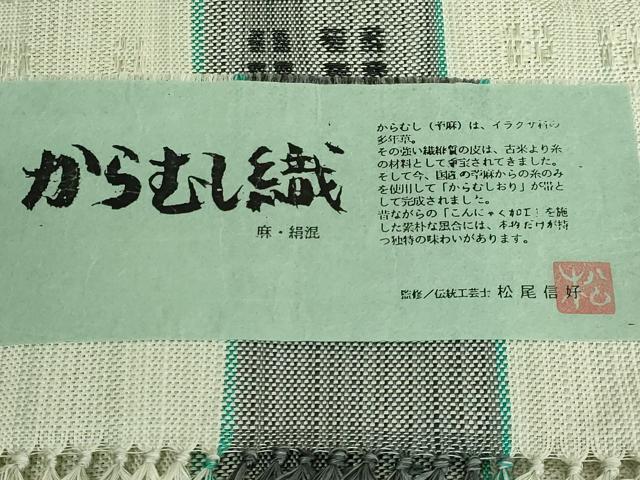 からむし織
麻・絹混
からむし（苧麻）は、イラクサ科の
多年草。
その強い繊維質の皮は、古来より糸
の材料として重宝されてきました。
そして今、国産の苧麻からの糸のみ
を使用して「からむしおり」が帯と
して完成されました。
昔ながらの「こんにゃく加工」を施
した素朴な風合には、本物だけが持
つ独特の味わいがあります。
監修／伝統工芸士 松尾信好